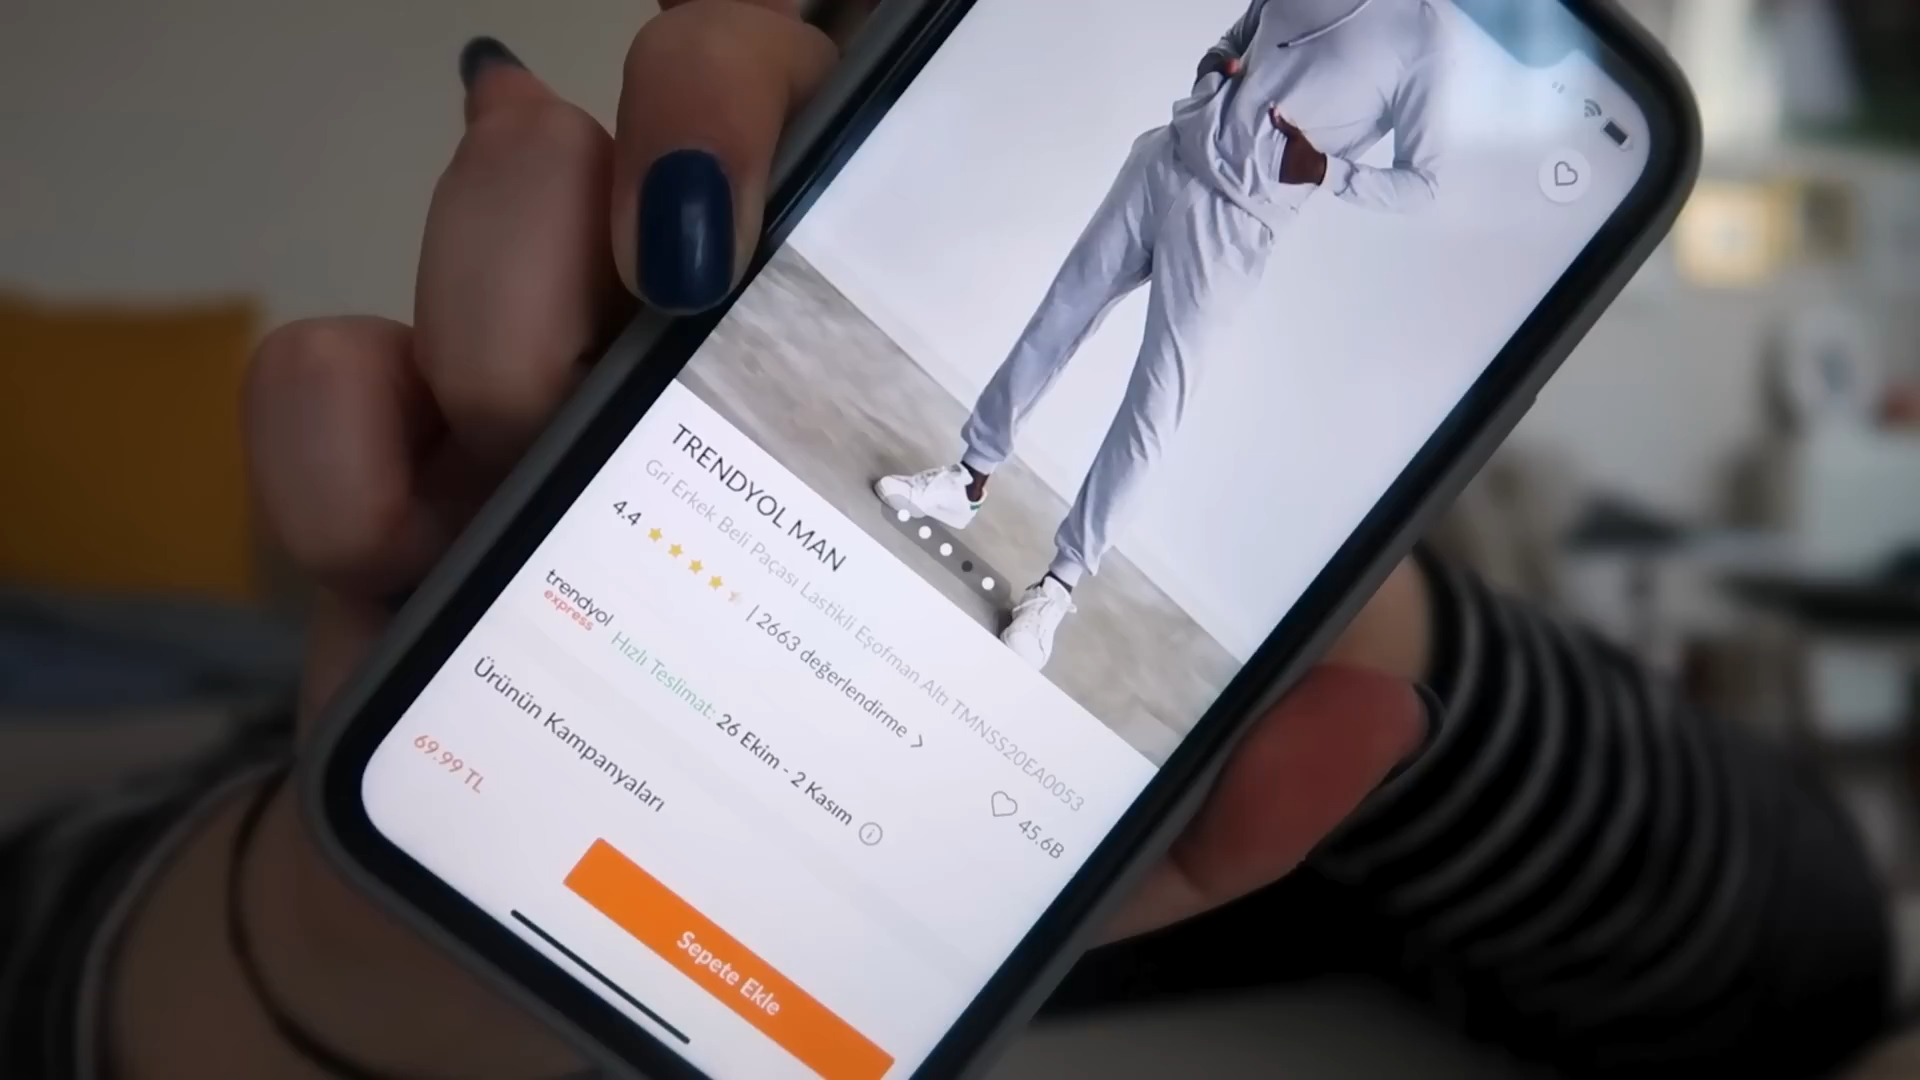 TRENDYOL MAN
Gri Erkek Beli Paçası Lastikli Eşofman Altı TMNSS20EA0053
4.4 | 2663 değerlendirme
45.6B
trendyol
express
Hızlı Teslimat: 26 Ekim - 2 Kasım
Ürünün Kampanyaları
69.99 TL
Sepete Ekle